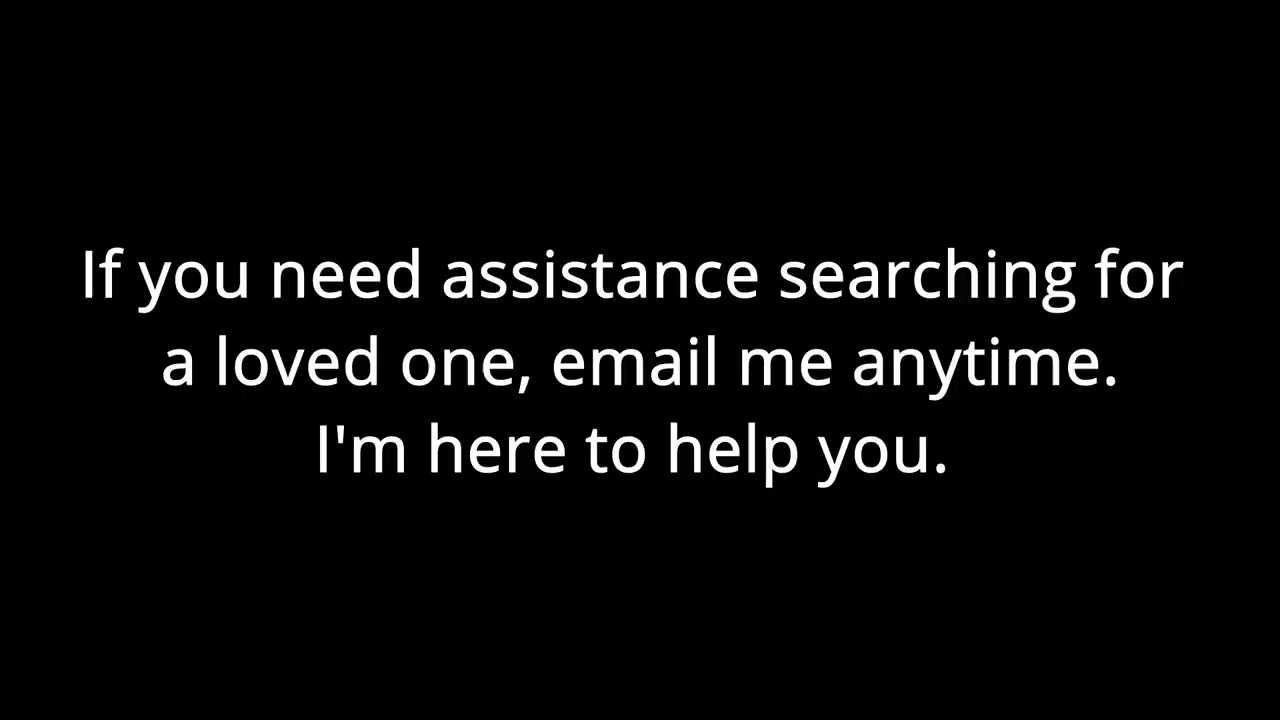 If you need assistance searching for
a loved one, email me anytime.
I'm here to help you.